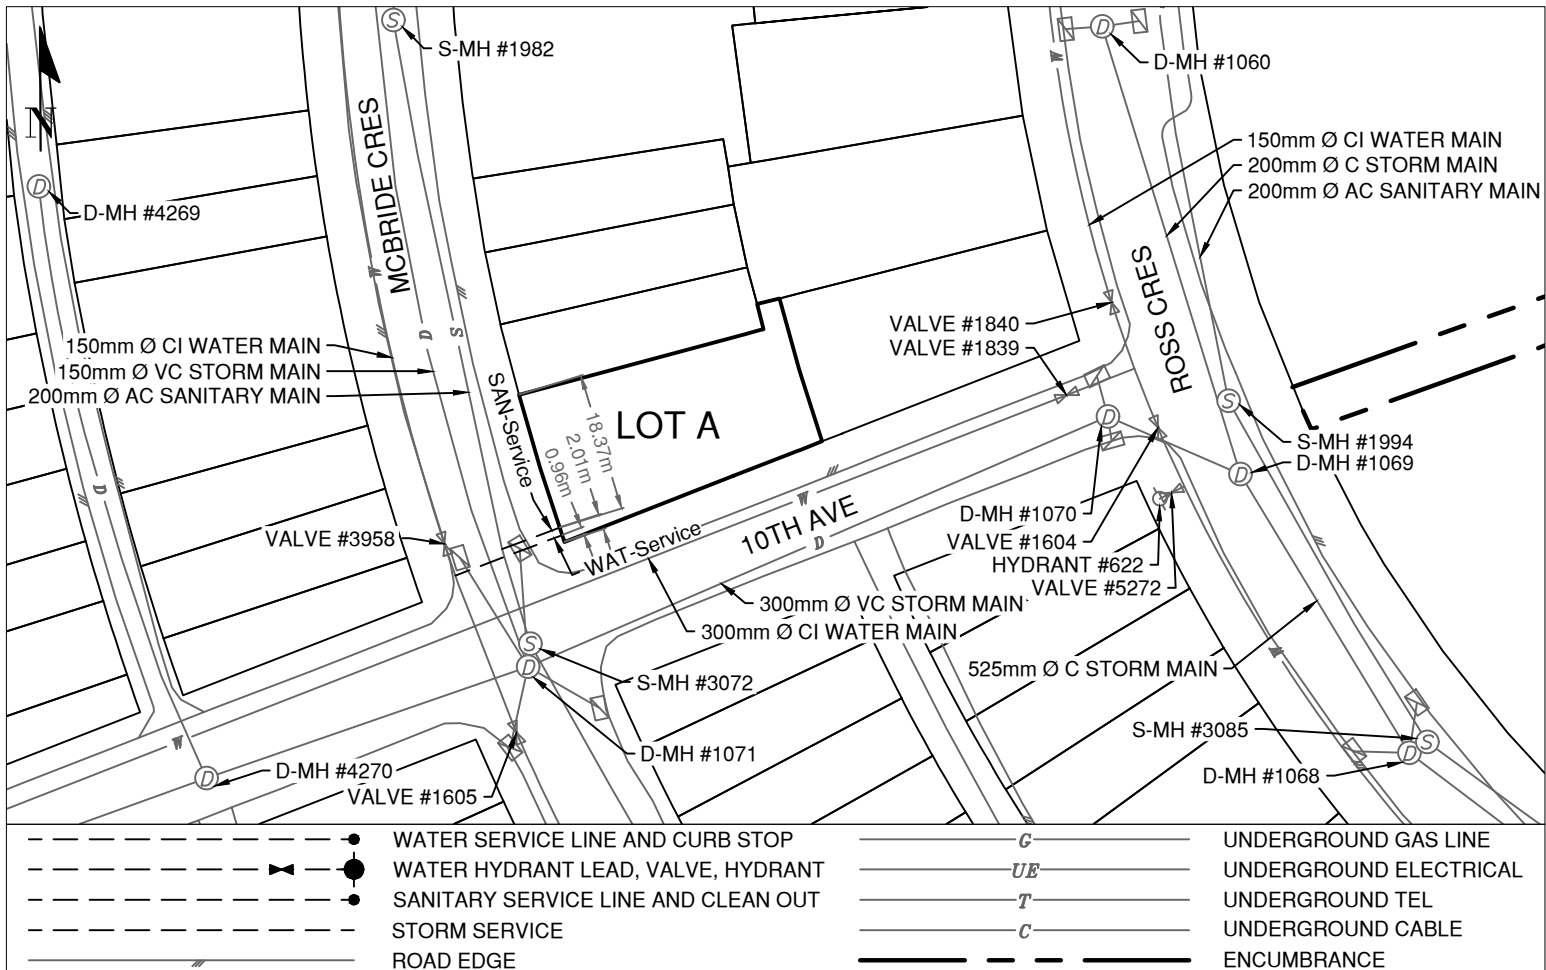 S-MH #1982
D-MH #1060
N
MCBRIDE CRES
150mm Ø CI WATER MAIN
200mm Ø C STORM MAIN
200mm Ø AC SANITARY MAIN
D-MH #4269
ROSS CRES
VALVE #1840
VALVE #1839
150mm Ø CI WATER MAIN
150mm Ø VC STORM MAIN
200mm Ø AC SANITARY MAIN
SAN-Service
LOT A
18.37m
2.01m
0.96m
S-MH #1994
D-MH #1069
VALVE #3958
WAT-Service
10TH AVE
D-MH #1070
VALVE #1604
HYDRANT #622
VALVE #5272
300mm Ø VC STORM MAIN
300mm Ø CI WATER MAIN
525mm Ø C STORM MAIN
S-MH #3072
S-MH #3085
D-MH #1071
D-MH #4270
D-MH #1068
VALVE #1605
S
D
D
W
D
W
D
S
D
S
D
D
W
D
S
D
W
W
D
S
D
WATER SERVICE LINE AND CURB STOP
WATER HYDRANT LEAD, VALVE, HYDRANT
SANITARY SERVICE LINE AND CLEAN OUT
STORM SERVICE
ROAD EDGE
G UNDERGROUND GAS LINE
UE UNDERGROUND ELECTRICAL
T UNDERGROUND TEL
C UNDERGROUND CABLE
ENCUMBRANCE